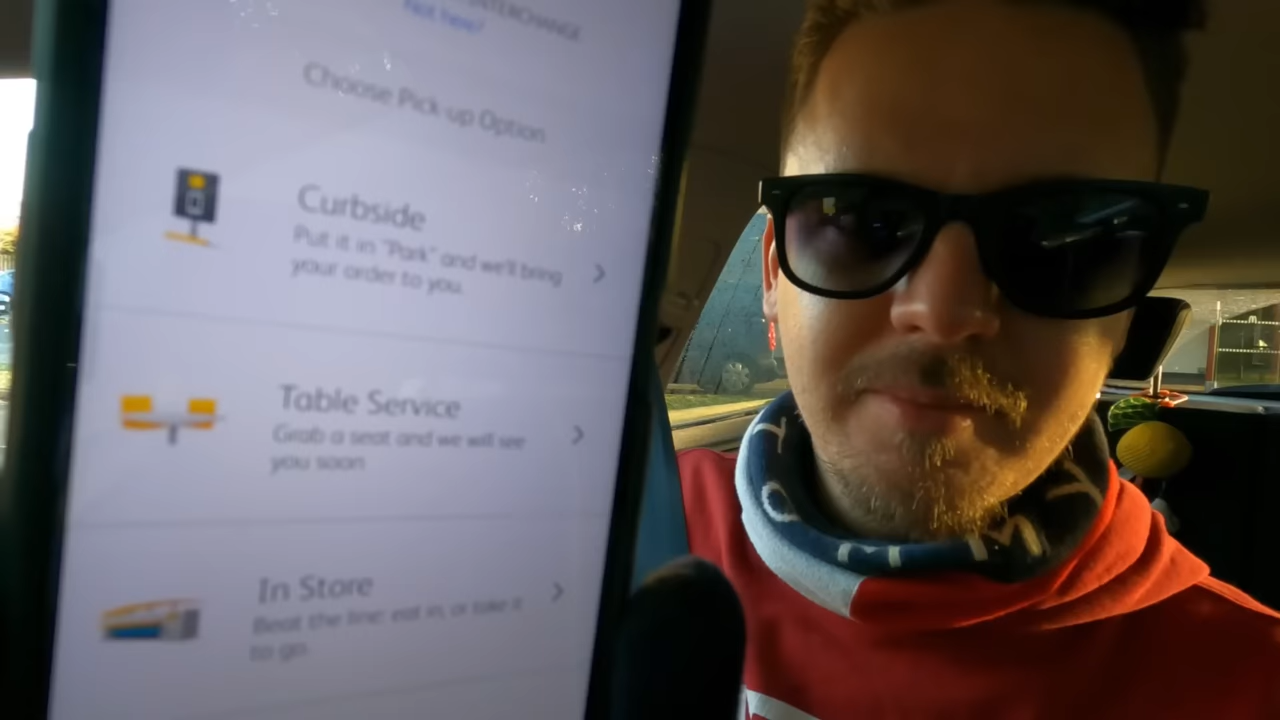 INTERCHANGE
Not here?
Choose Pick-up Option
Curbside
Put it in "Park" and we'll bring
your order to you.
Table Service
Grab a seat and we will see
you soon
In Store
Beat the line: eat in, or take it
to go.